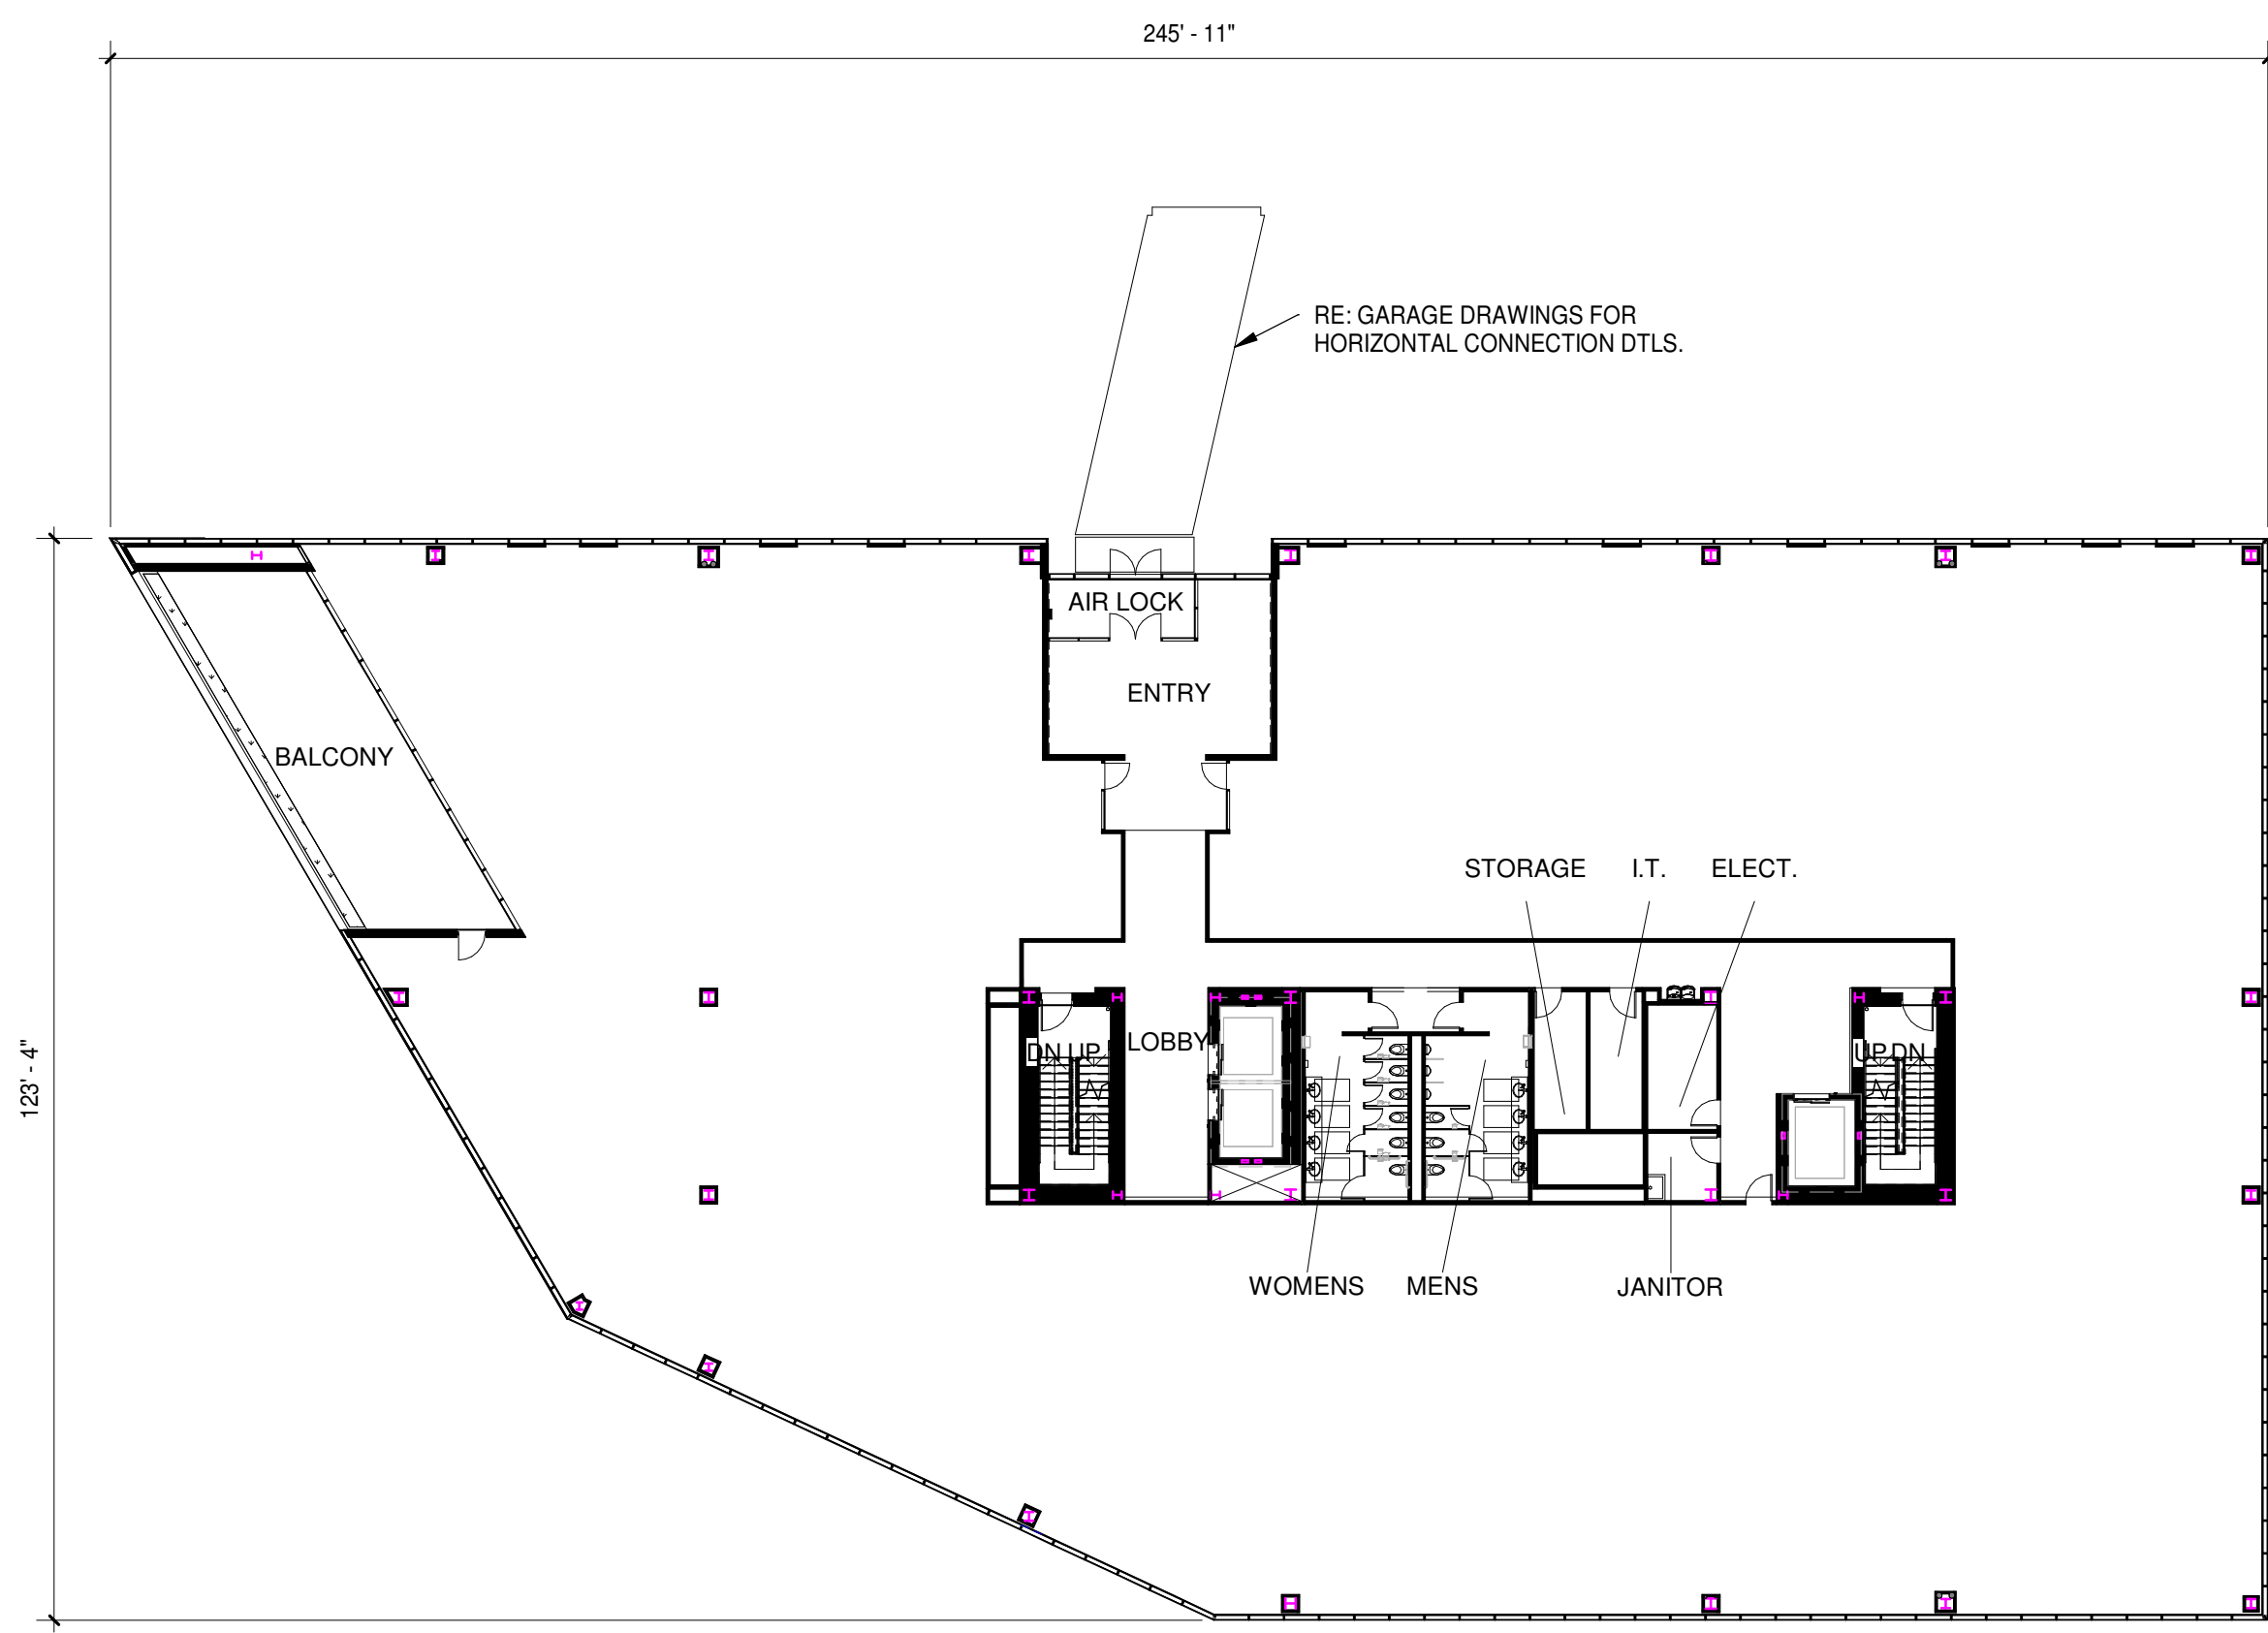 245' - 11"
RE: GARAGE DRAWINGS FOR
HORIZONTAL CONNECTION DTLS.
AIR LOCK
ENTRY
BALCONY
STORAGE I.T. ELECT.
123' - 4"
DN UP
LOBBY
UP DN
WOMENS MENS JANITOR